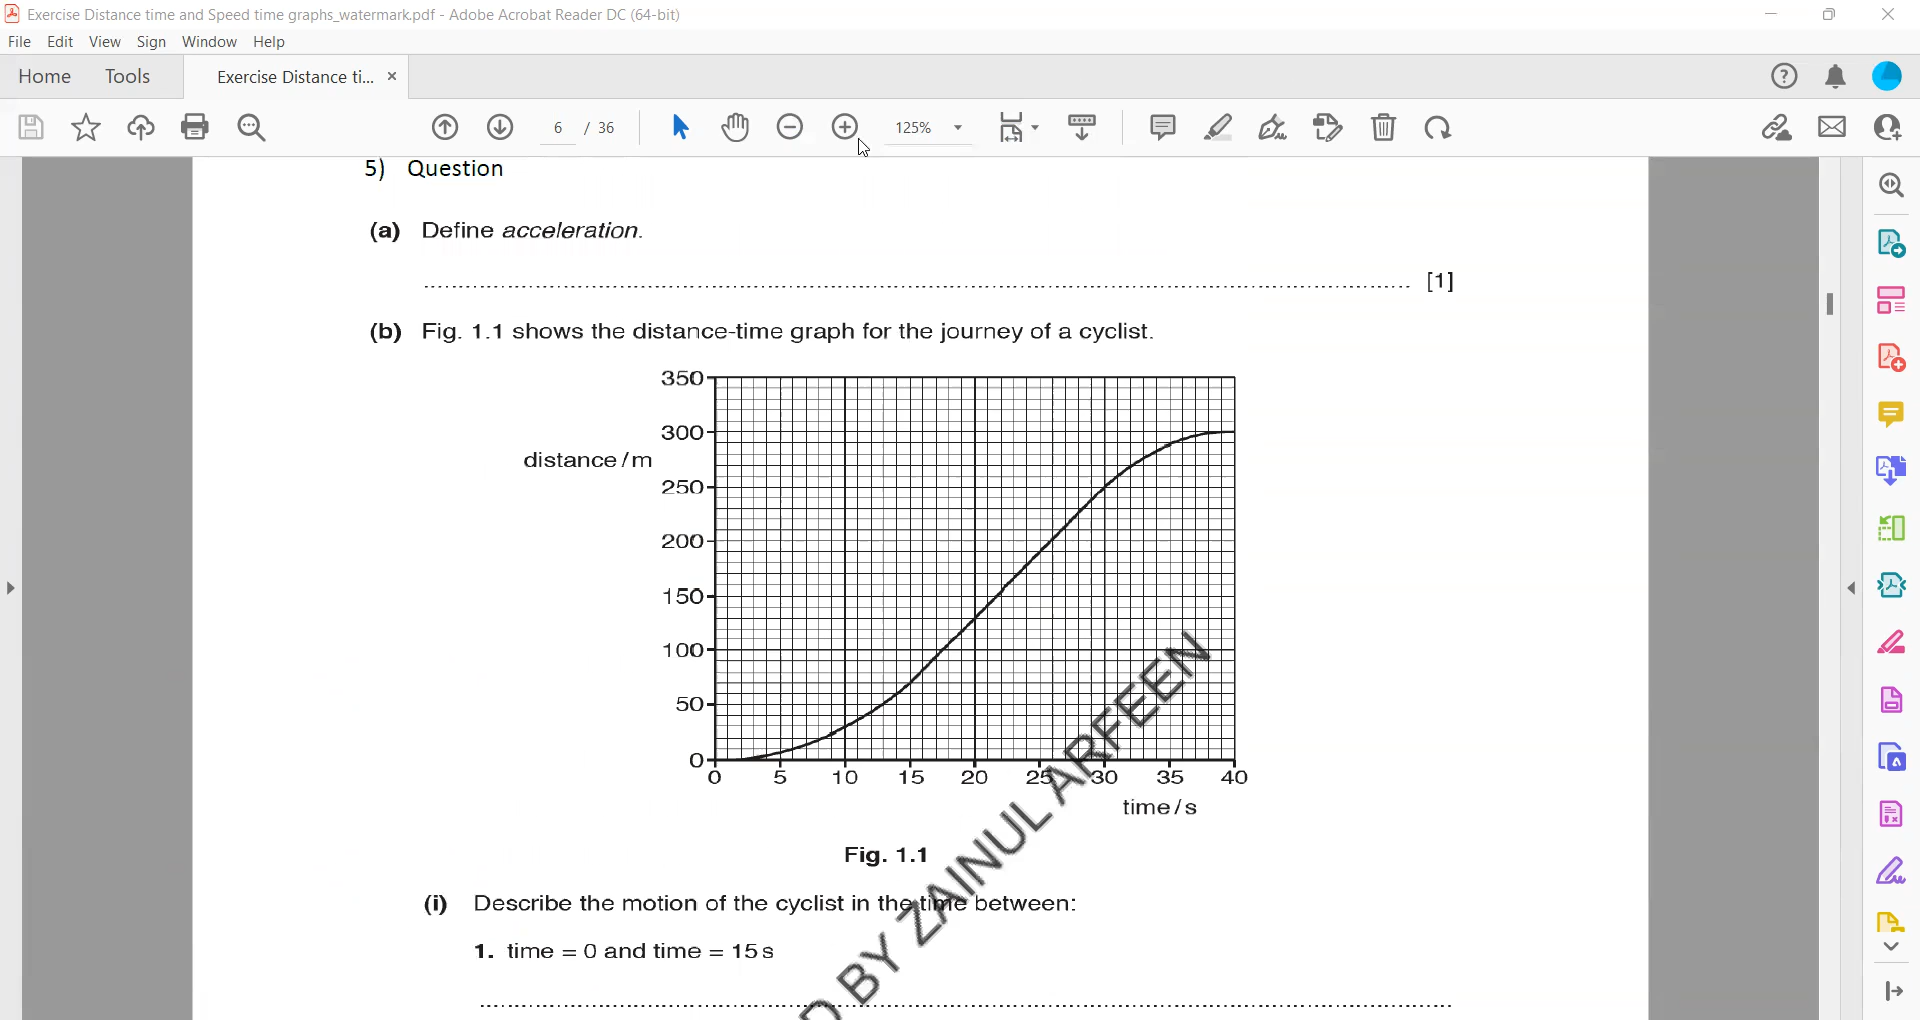 Exercise Distance time and Speed time graphs_watermark.pdf - Adobe Acrobat Reader DC (64-bit)
File Edit View Sign Window Help
Home Tools Exercise Distance ti... ×
6 / 36 125%
5) Question
(a) Define acceleration.
[1]
(b) Fig. 1.1 shows the distance-time graph for the journey of a cyclist.
350
300
distance / m
250
200
150
100
50
0
0 5 10 15 20 25 30 35 40
time / s
Fig. 1.1
(i) Describe the motion of the cyclist in the time between:
1. time = 0 and time = 15 s
D BY ZAINUL ARFEEN